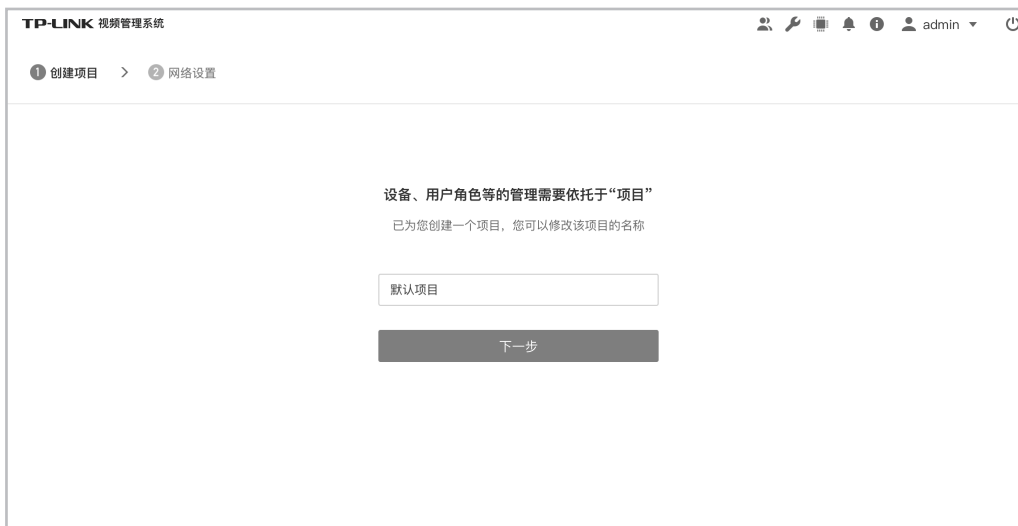 TP-LINK 视频管理系统
admin
1 创建项目 > 2 网络设置
设备、用户角色等的管理需要依托于“项目”
已为您创建一个项目，您可以修改该项目的名称
默认项目
下一步